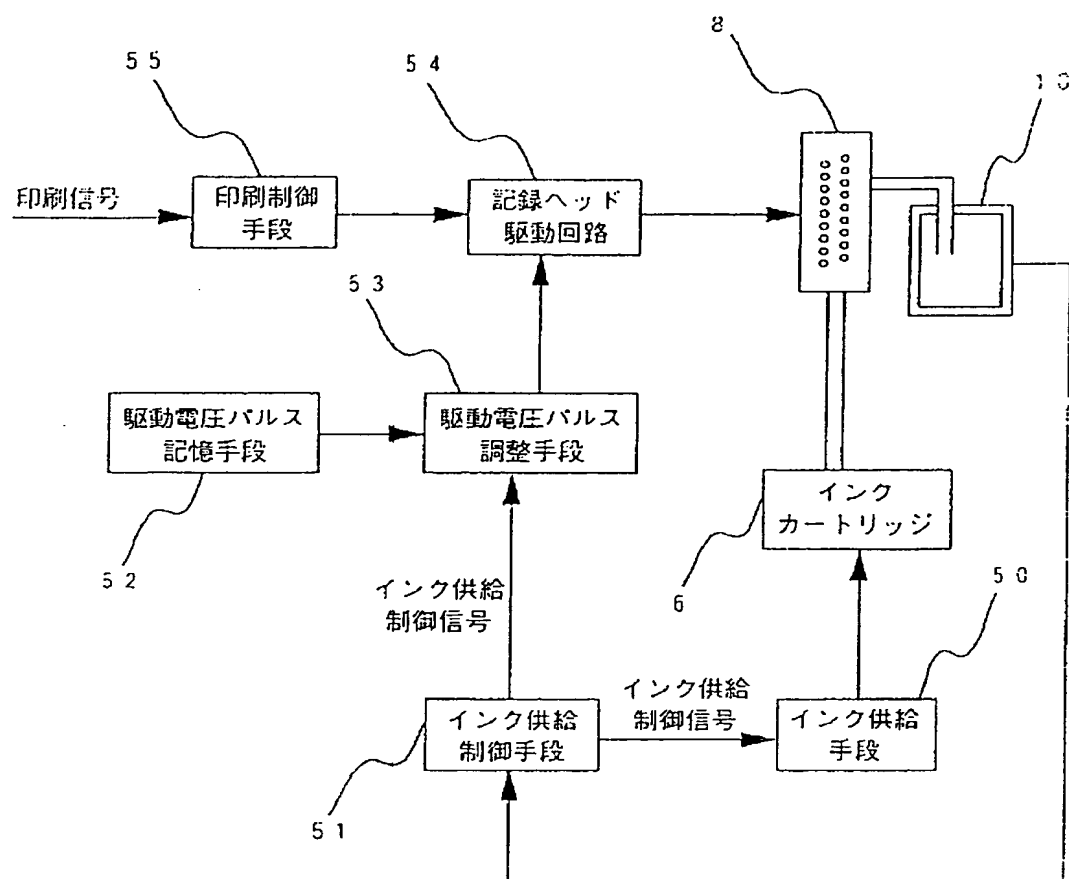 8
５５
５４
１０
印刷信号
印刷制御
手段
記録ヘッド
駆動回路
５３
駆動電圧パルス
記憶手段
駆動電圧パルス
調整手段
インク
カートリッジ
５２
6
５０
インク供給
制御信号
インク供給
制御信号
インク供給
制御手段
インク供給
手段
５１